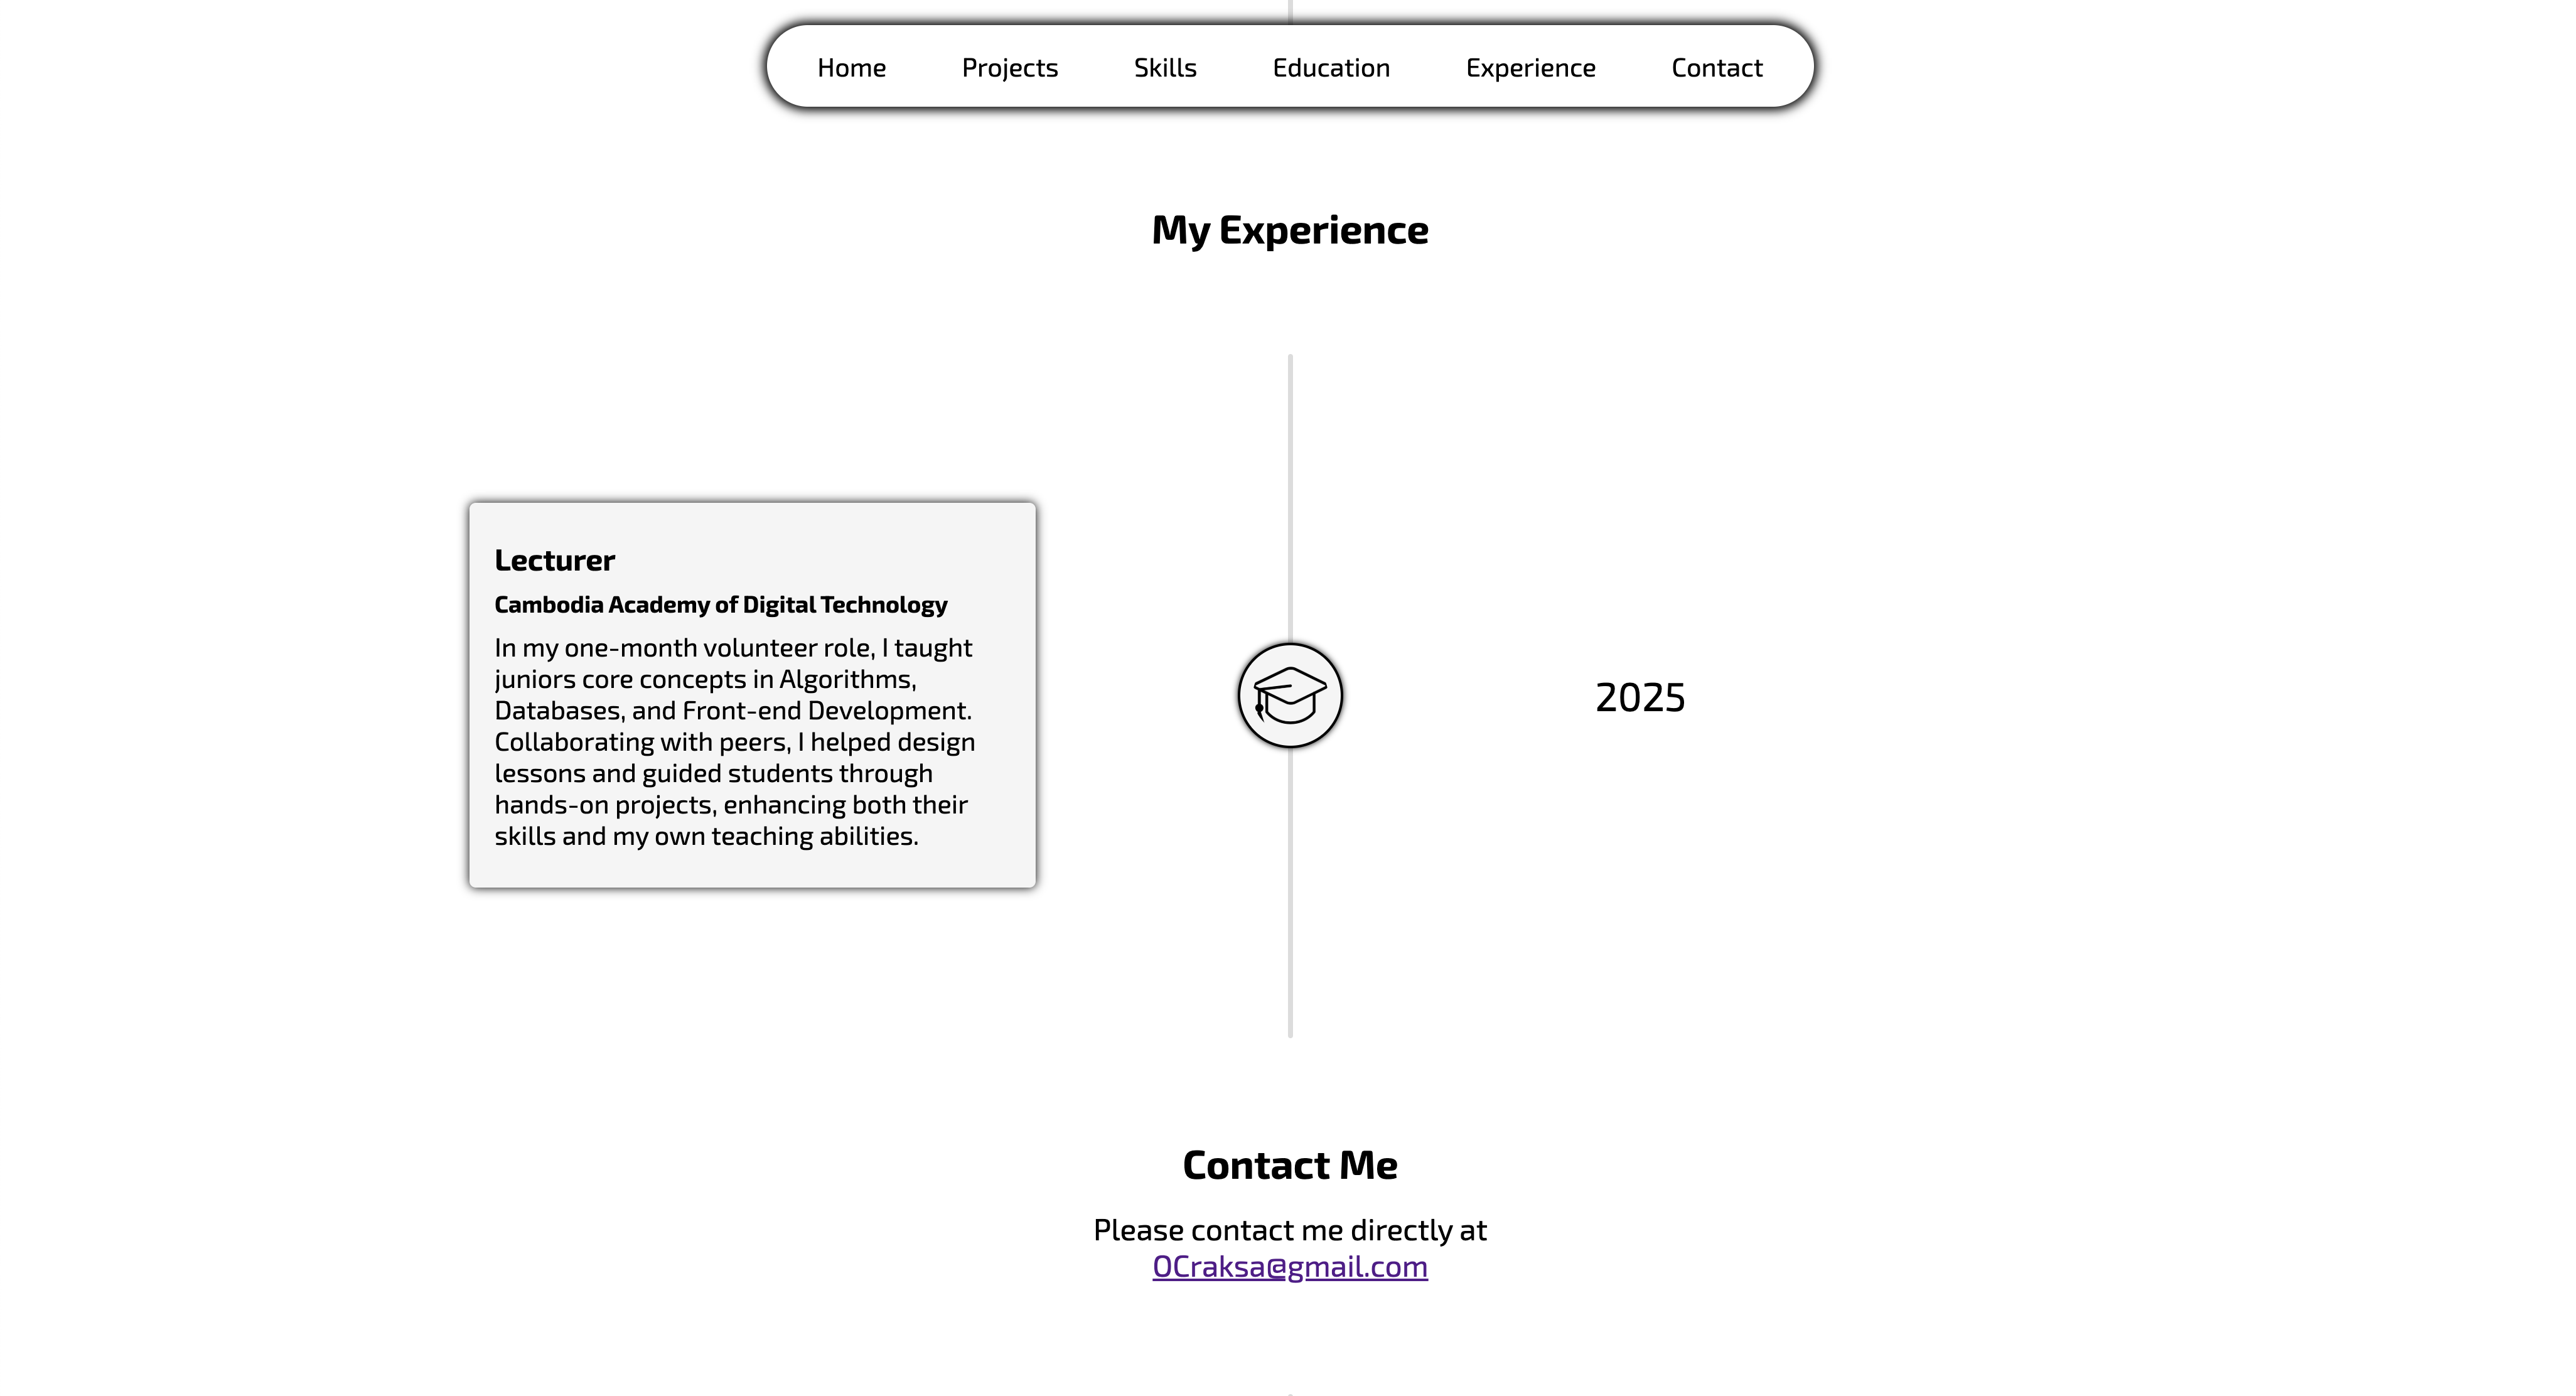 Home Projects Skills Education Experience Contact
My Experience
Lecturer
Cambodia Academy of Digital Technology
In my one-month volunteer role, I taught
juniors core concepts in Algorithms,
Databases, and Front-end Development.
Collaborating with peers, I helped design
lessons and guided students through
hands-on projects, enhancing both their
skills and my own teaching abilities.
2025
Contact Me
Please contact me directly at
OCraksa@gmail.com